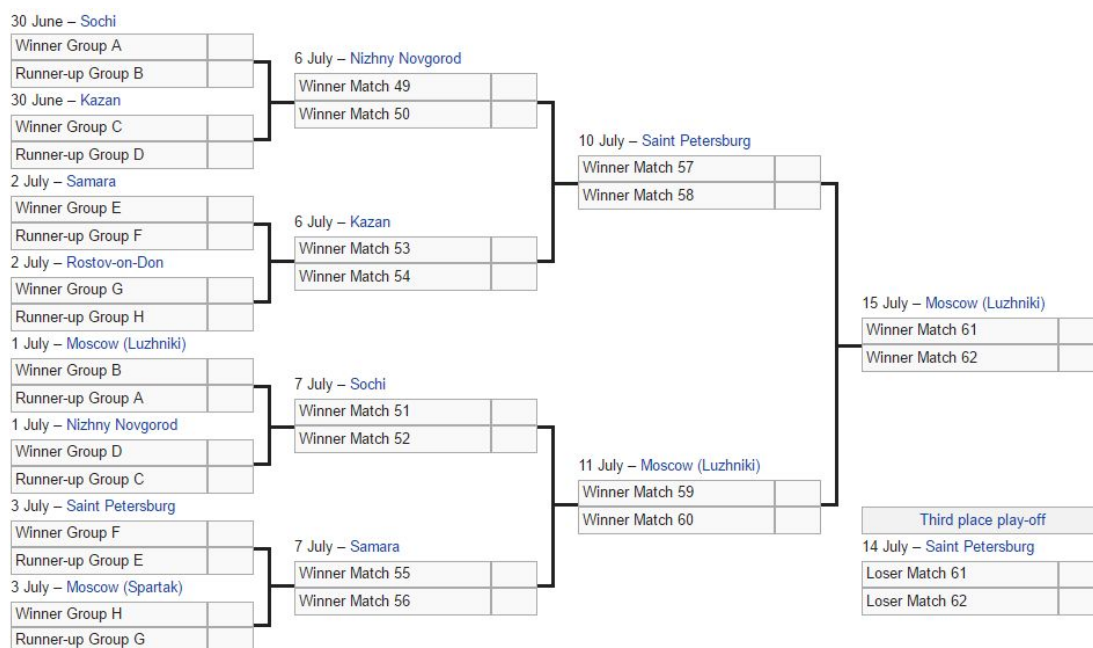 30 June – Sochi
Winner Group A
Runner-up Group B
30 June – Kazan
Winner Group C
Runner-up Group D
2 July – Samara
Winner Group E
Runner-up Group F
2 July – Rostov-on-Don
Winner Group G
Runner-up Group H
1 July – Moscow (Luzhniki)
Winner Group B
Runner-up Group A
1 July – Nizhny Novgorod
Winner Group D
Runner-up Group C
3 July – Saint Petersburg
Winner Group F
Runner-up Group E
3 July – Moscow (Spartak)
Winner Group H
Runner-up Group G
6 July – Nizhny Novgorod
Winner Match 49
Winner Match 50
6 July – Kazan
Winner Match 53
Winner Match 54
7 July – Sochi
Winner Match 51
Winner Match 52
7 July – Samara
Winner Match 55
Winner Match 56
10 July – Saint Petersburg
Winner Match 57
Winner Match 58
11 July – Moscow (Luzhniki)
Winner Match 59
Winner Match 60
15 July – Moscow (Luzhniki)
Winner Match 61
Winner Match 62
Third place play-off
14 July – Saint Petersburg
Loser Match 61
Loser Match 62